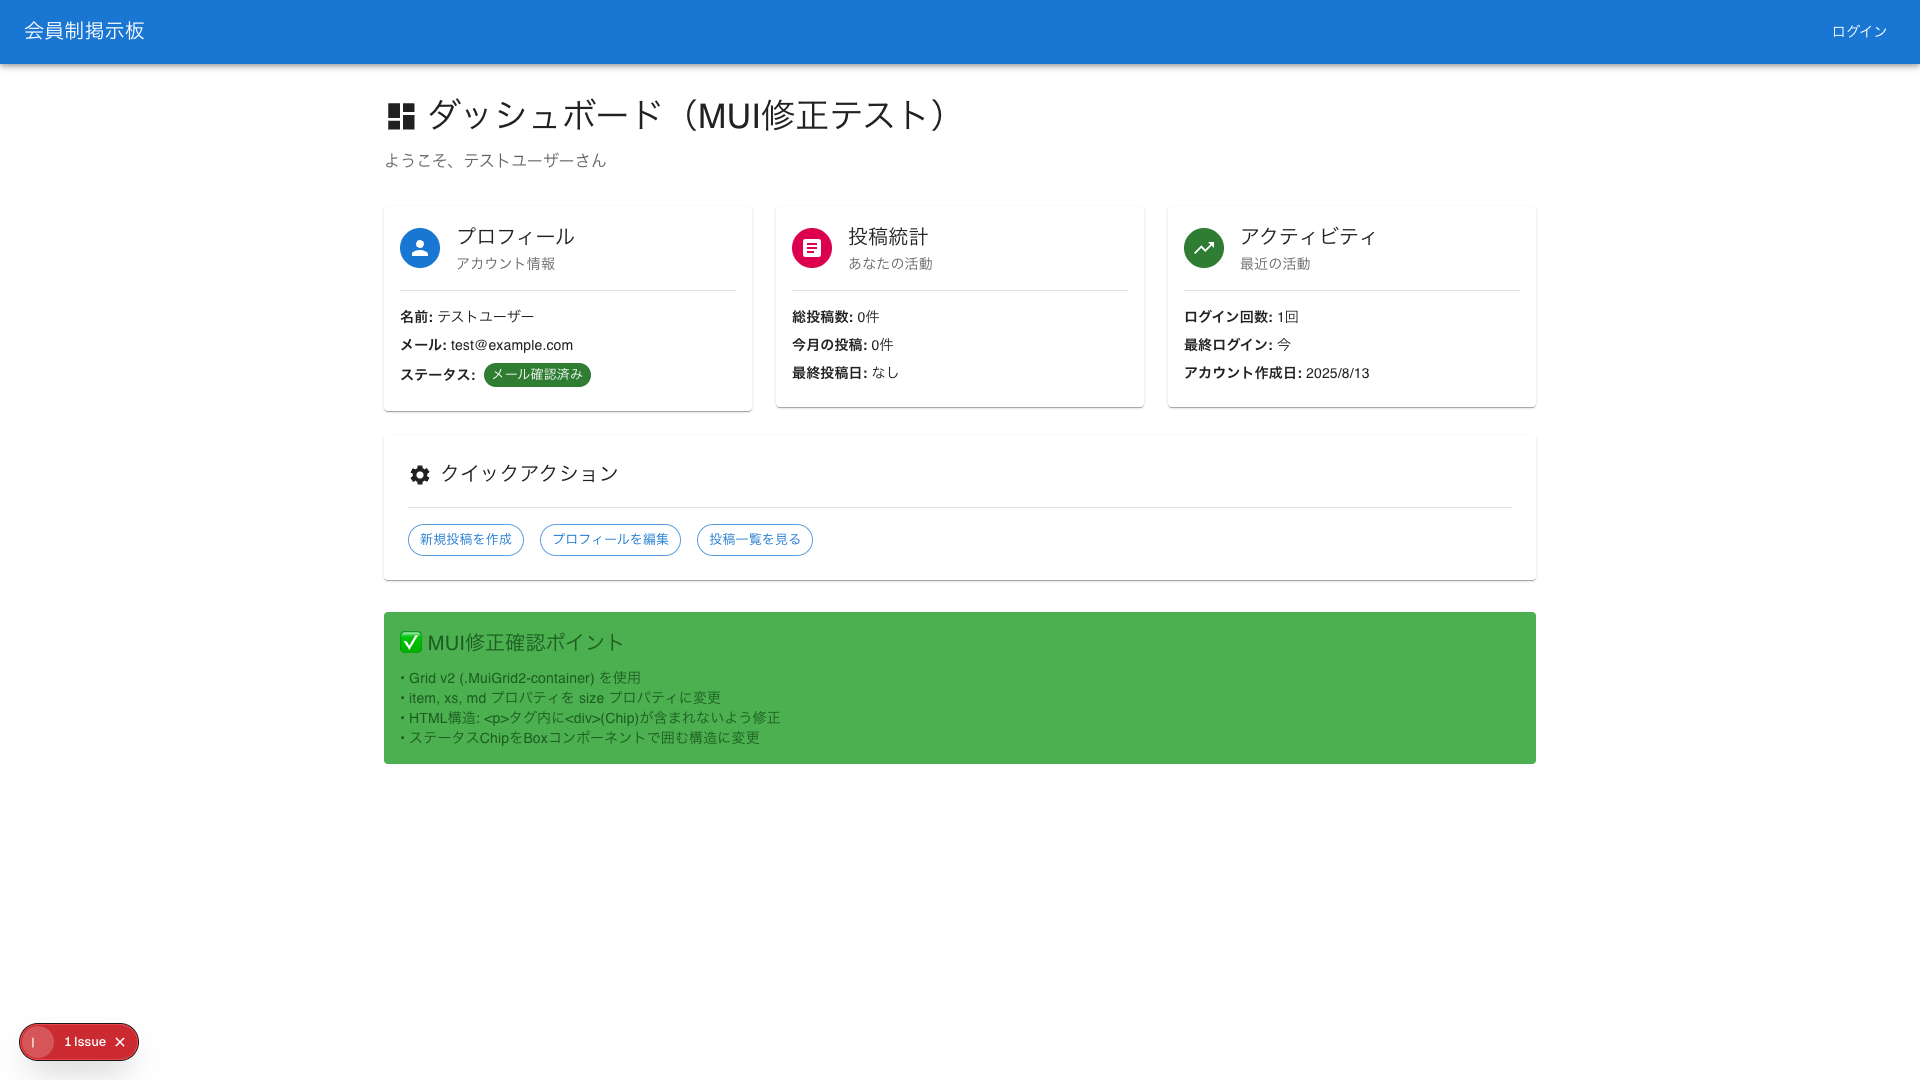 会員制掲示板
ログイン
ダッシュボード（MUI修正テスト）
ようこそ、テストユーザーさん
プロフィール
アカウント情報
名前: テストユーザー
メール: test@example.com
ステータス: メール確認済み
投稿統計
あなたの活動
総投稿数: 0件
今月の投稿: 0件
最終投稿日: なし
アクティビティ
最近の活動
ログイン回数: 1回
最終ログイン: 今
アカウント作成日: 2025/8/13
クイックアクション
新規投稿を作成
プロフィールを編集
投稿一覧を見る
✅ MUI修正確認ポイント
• Grid v2 (.MuiGrid2-container) を使用
• item, xs, md プロパティを size プロパティに変更
• HTML構造: <p>タグ内に<div>(Chip)が含まれないよう修正
• ステータスChipをBoxコンポーネントで囲む構造に変更
1 Issue